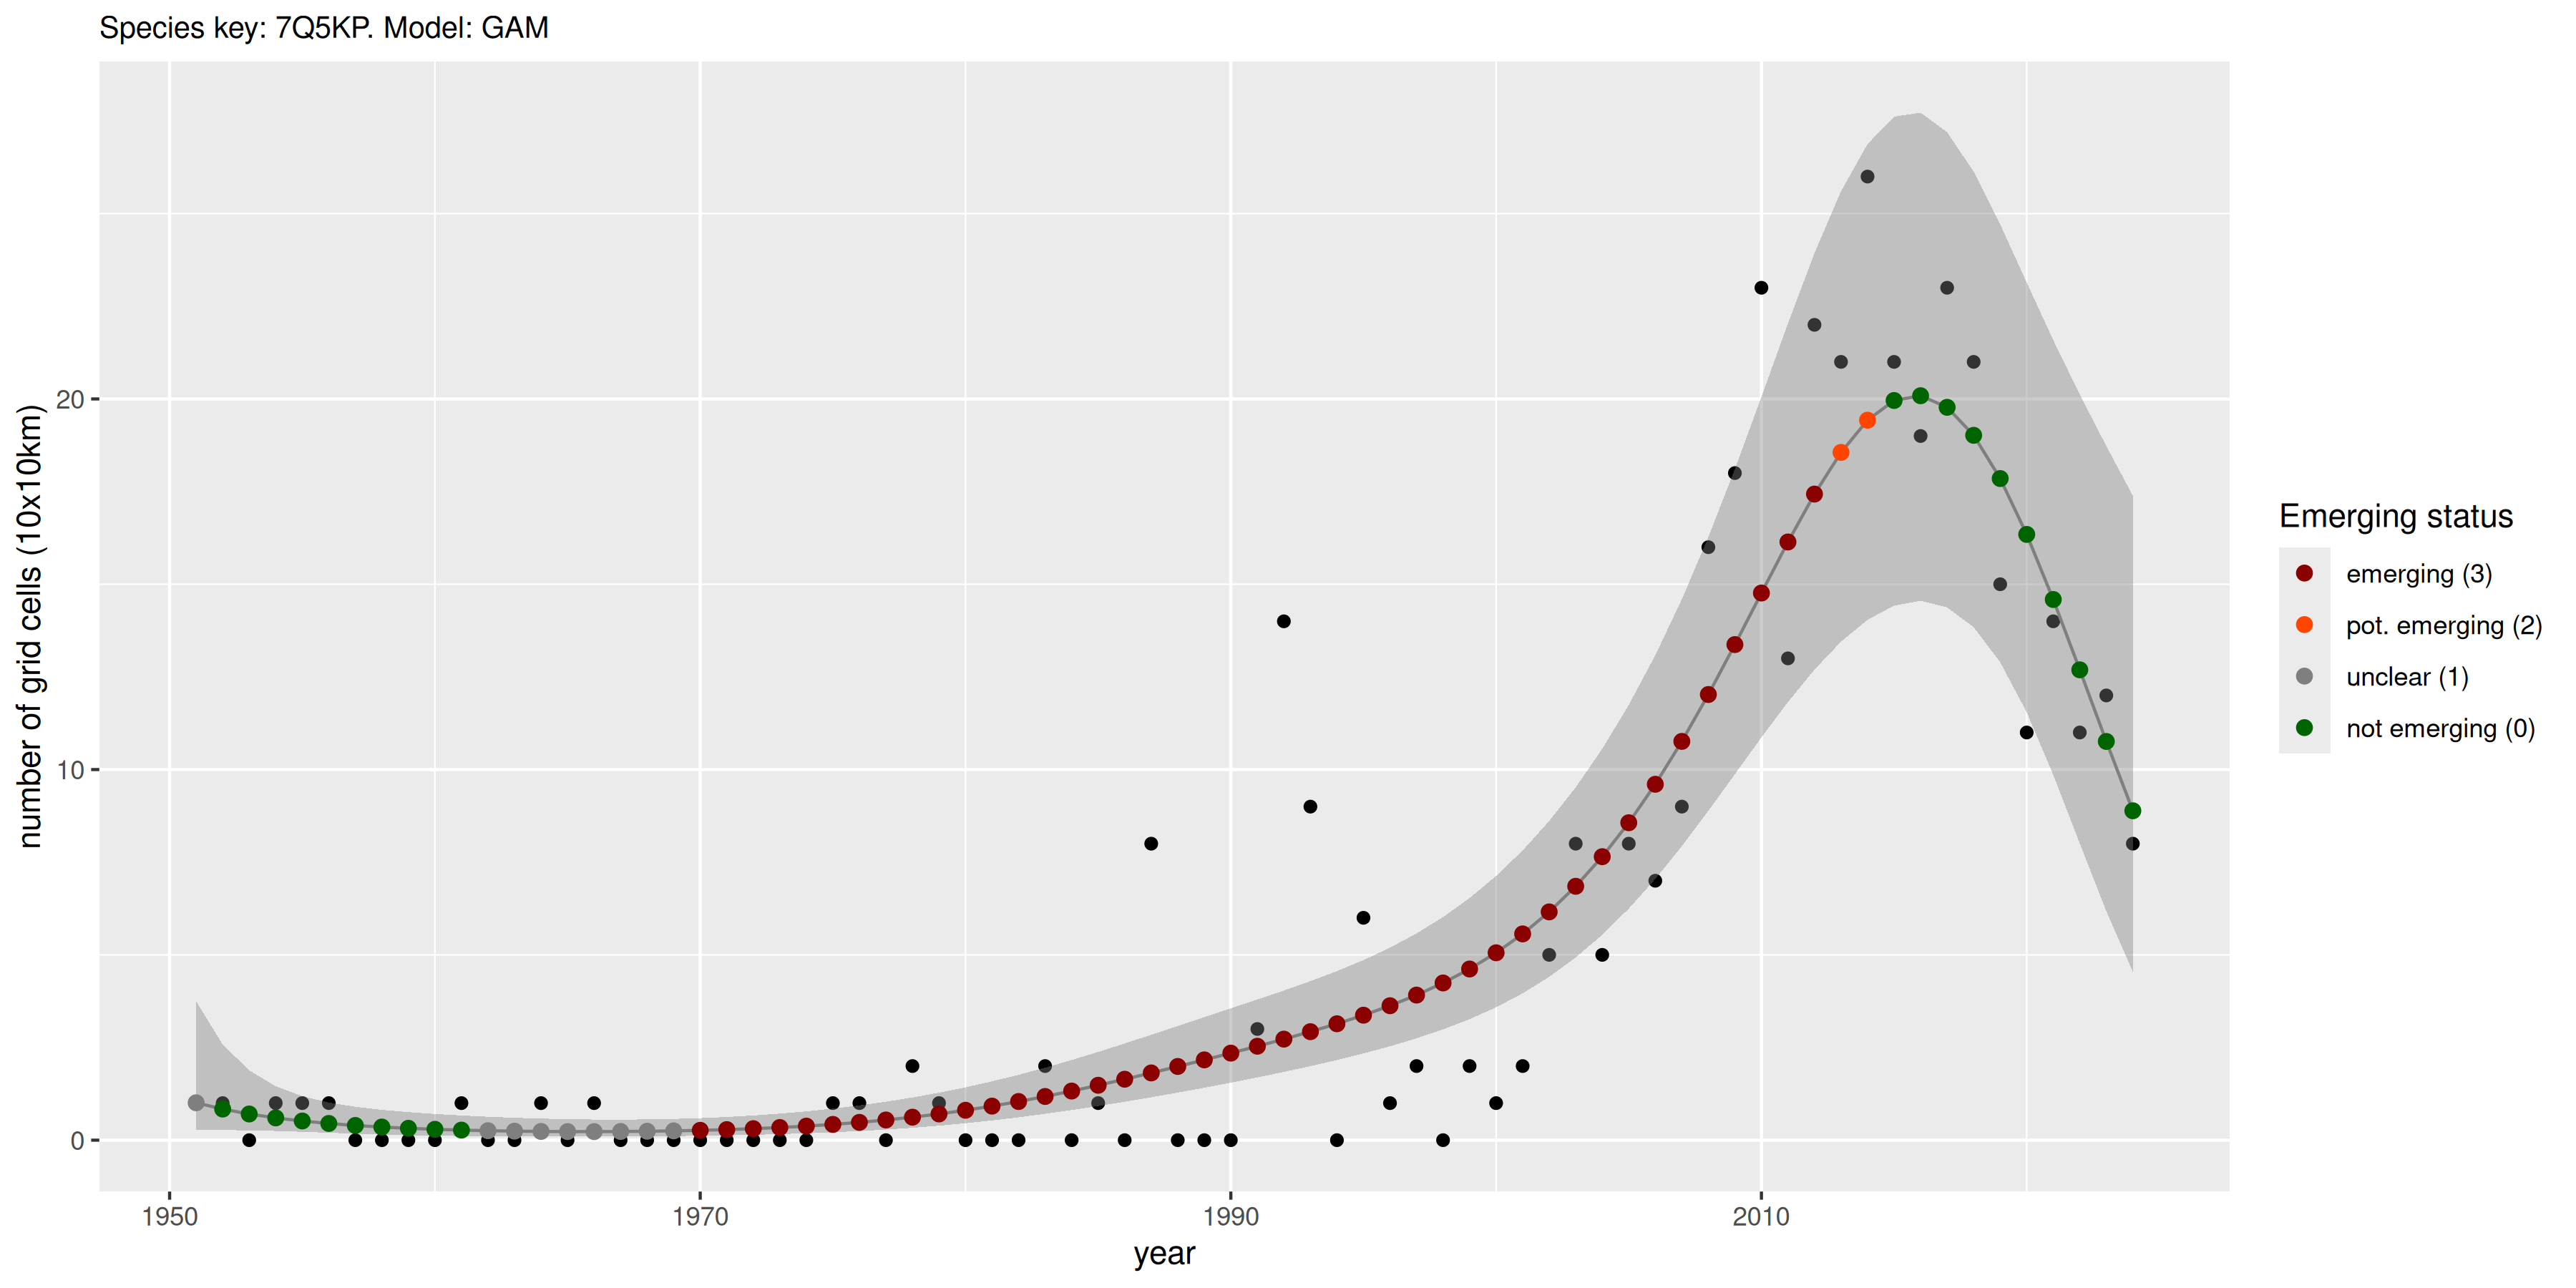 Species key: 7Q5KP. Model: GAM
number of grid cells (10x10km)
20
10
0
1950
1970
1990
2010
year
Emerging status
emerging (3)
pot. emerging (2)
unclear (1)
not emerging (0)